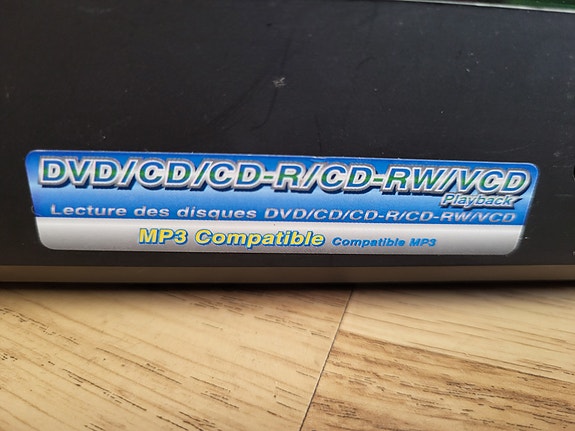 DVD/CD/CD-R/CD-RW/VCD
Playback
Lecture des disques DVD/CD/CD-R/CD-RW/VCD
MP3 Compatible Compatible MP3